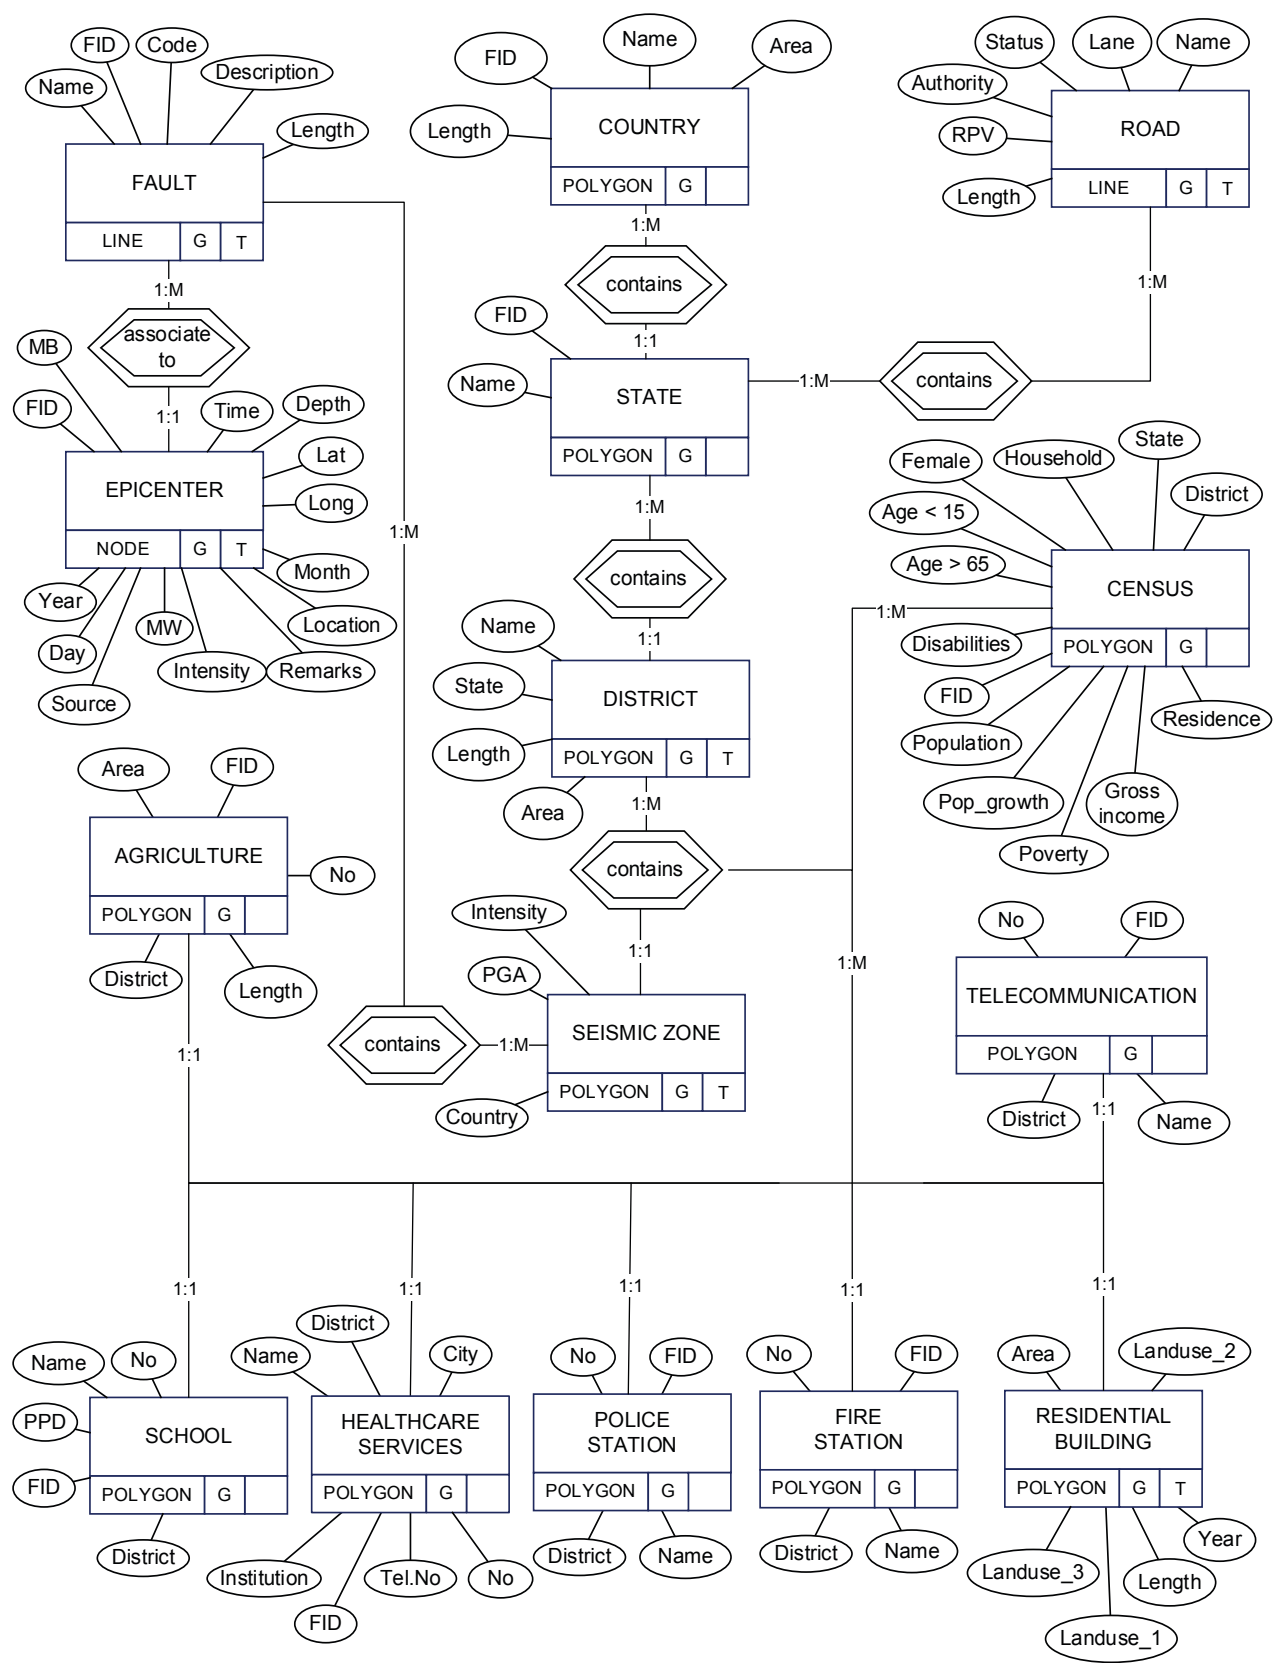 FID
Code
Name
Description
Length
FAULT
LINE
G
T
1:M
associate
to
1:1
FID
Name
Area
Length
COUNTRY
POLYGON
G
1:M
contains
1:1
Status
Lane
Name
Authority
RPV
Length
ROAD
LINE
G
T
1:M
FID
Name
STATE
POLYGON
G
1:M
contains
1:M
contains
1:1
MB
FID
Time
Depth
Lat
Long
EPICENTER
NODE
G
T
Month
Location
Year
Day
Source
MW
Intensity
Remarks
1:M
Female
Household
State
District
Age < 15
Age > 65
CENSUS
POLYGON
G
1:M
Disabilities
FID
Population
Pop_growth
Poverty
Gross
income
Residence
Name
State
Length
Area
DISTRICT
POLYGON
G
T
1:M
contains
1:1
1:M
Area
FID
AGRICULTURE
No
POLYGON
G
District
Length
1:1
Intensity
PGA
SEISMIC ZONE
POLYGON
G
T
Country
contains
1:M
No
FID
TELECOMMUNICATION
POLYGON
G
District
Name
1:1
1:1
1:1
1:1
1:1
1:1
Name
No
PPD
FID
SCHOOL
POLYGON
G
District
District
Name
City
HEALTHCARE
SERVICES
POLYGON
G
Institution
FID
Tel.No
No
No
FID
POLICE
STATION
POLYGON
G
District
Name
No
FID
FIRE
STATION
POLYGON
G
District
Name
Area
Landuse_2
RESIDENTIAL
BUILDING
POLYGON
G
T
Year
Landuse_3
Length
Landuse_1